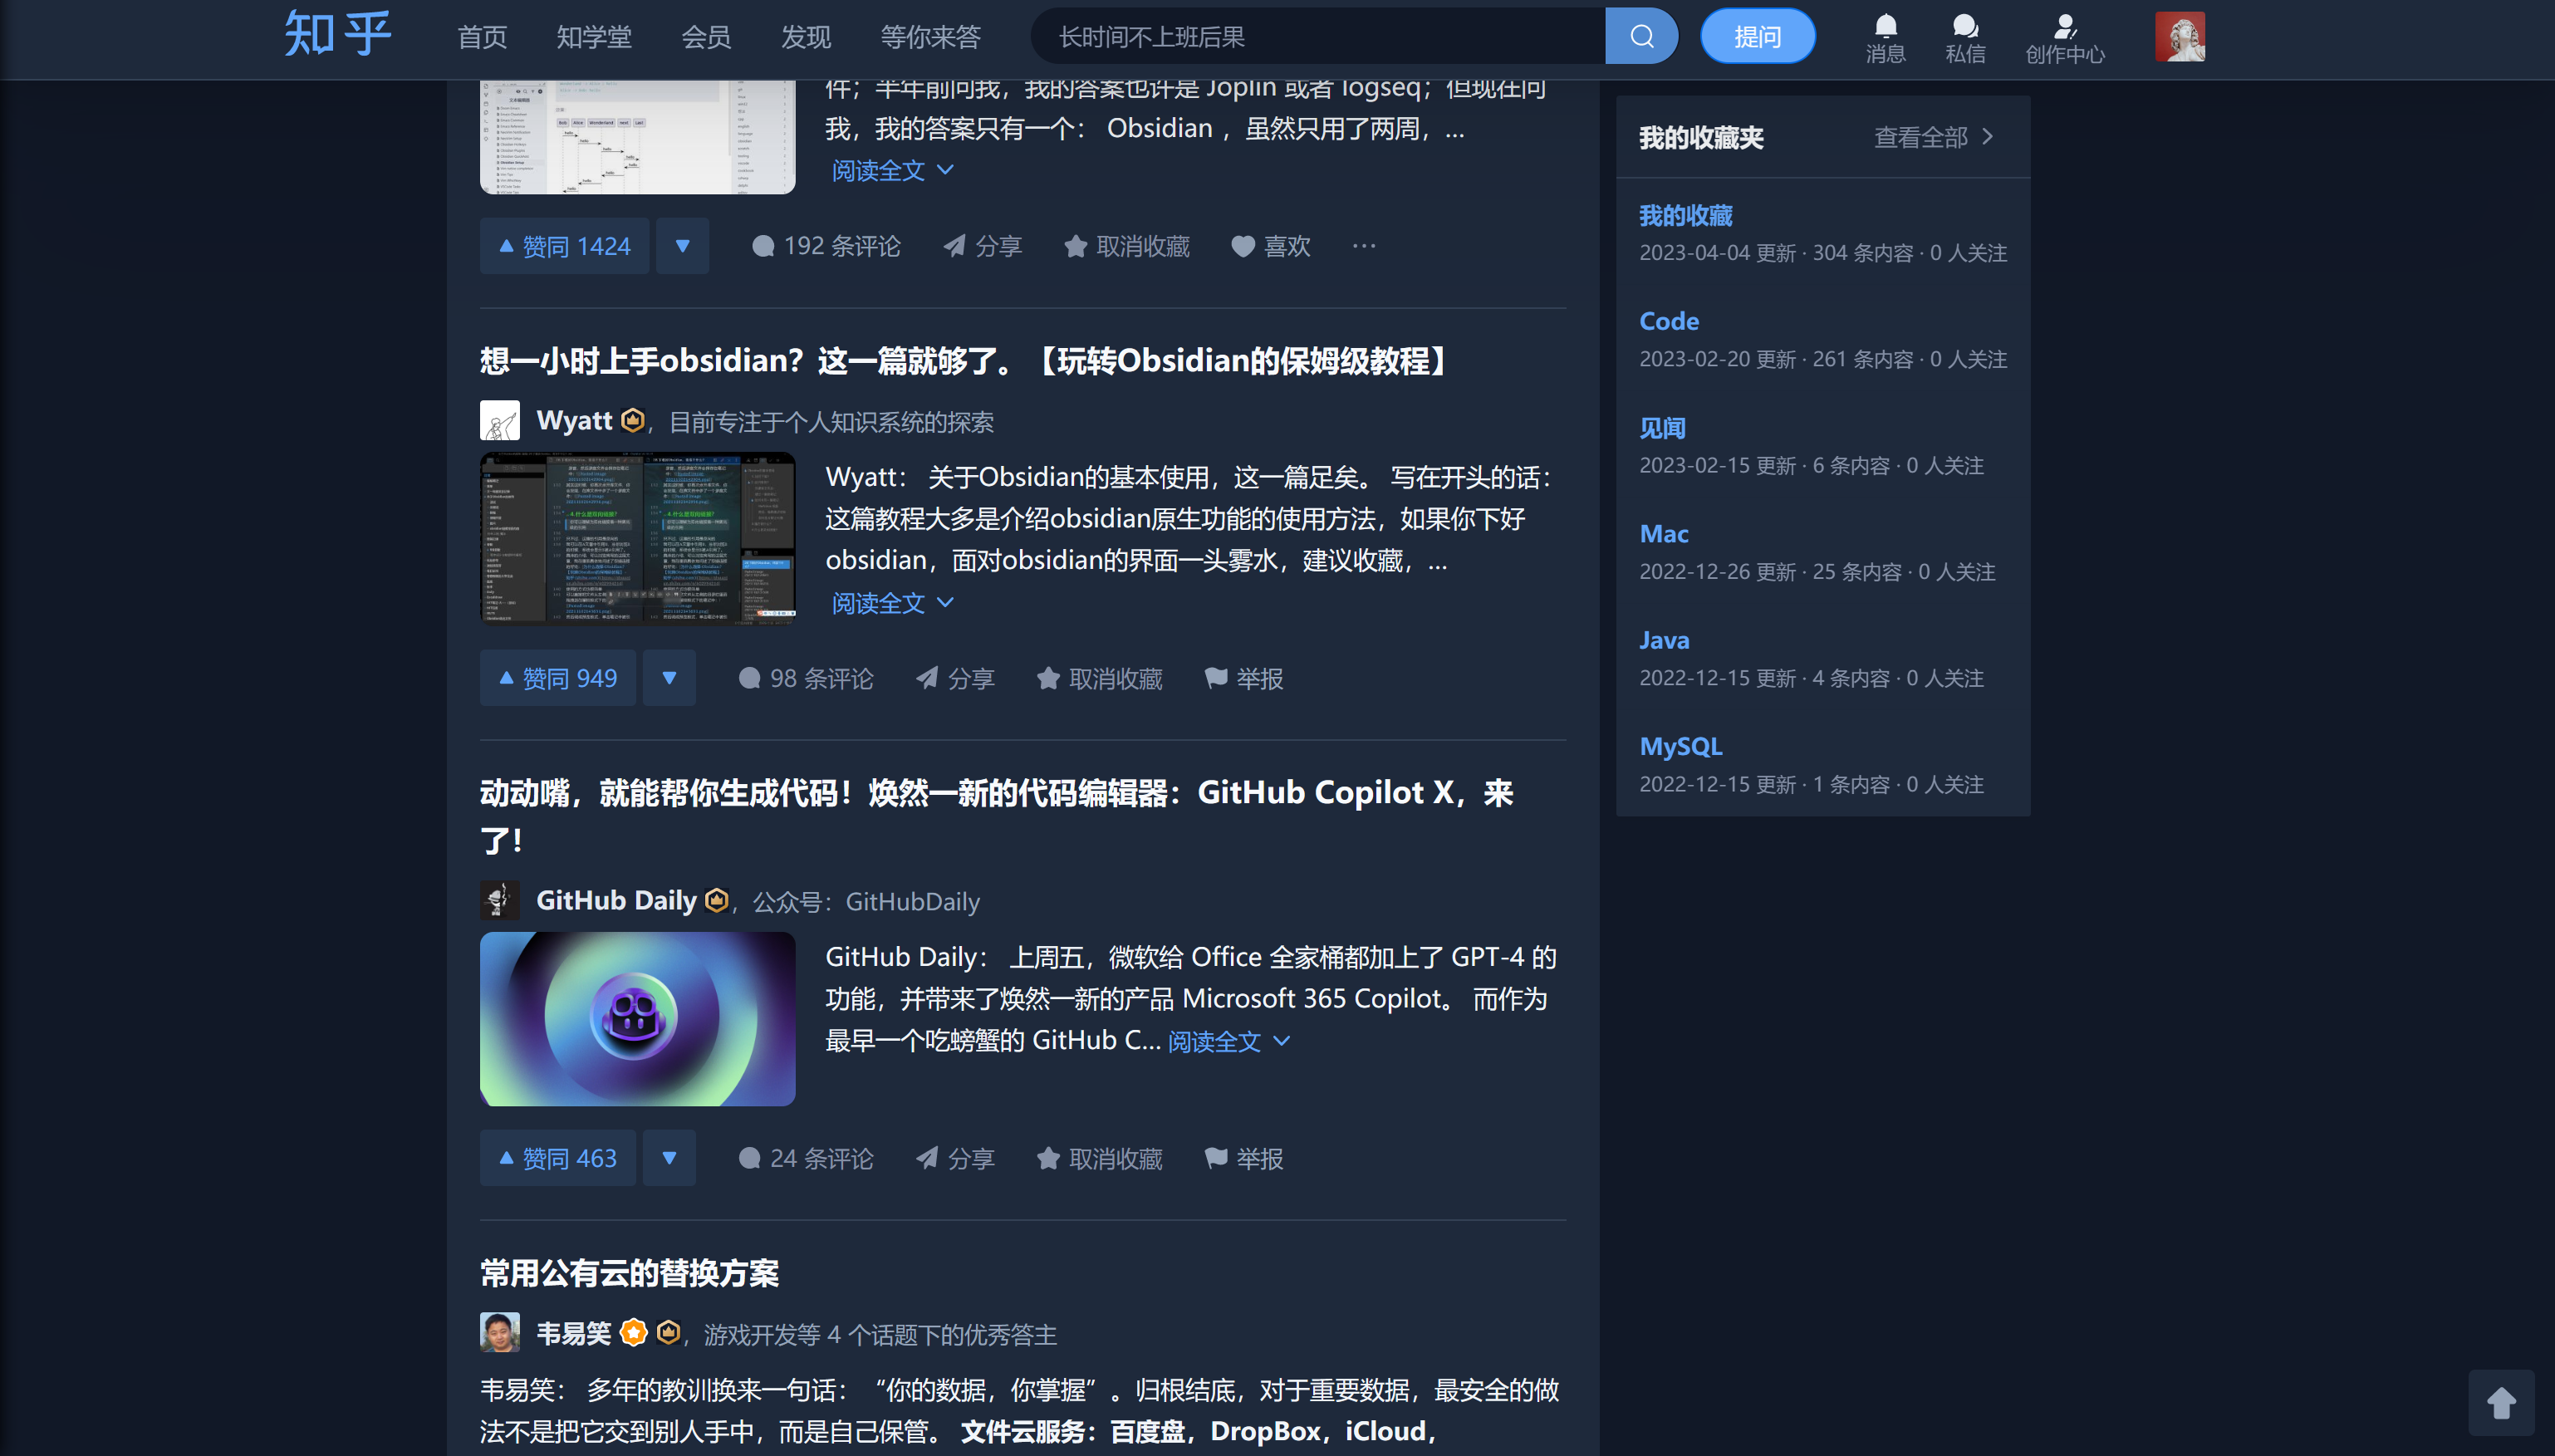 知乎 首页 知学堂 会员 发现 等你来答 长时间不上班后果 提问 消息 私信 创作中心
件；半年前问我，我的答案也许是 Joplin 或者 logseq；但现在问
我，我的答案只有一个： Obsidian ，虽然只用了两周，...
阅读全文
赞同 1424 192 条评论 分享 取消收藏 喜欢 ···
想一小时上手obsidian？这一篇就够了。【玩转Obsidian的保姆级教程】
Wyatt ，目前专注于个人知识系统的探索
Wyatt： 关于Obsidian的基本使用，这一篇足矣。 写在开头的话：
这篇教程大多是介绍obsidian原生功能的使用方法，如果你下好
obsidian，面对obsidian的界面一头雾水，建议收藏，...
阅读全文
赞同 949 98 条评论 分享 取消收藏 举报
动动嘴，就能帮你生成代码！焕然一新的代码编辑器：GitHub Copilot X，来
了！
GitHub Daily ，公众号：GitHubDaily
GitHub Daily： 上周五，微软给 Office 全家桶都加上了 GPT-4 的
功能，并带来了焕然一新的产品 Microsoft 365 Copilot。 而作为
最早一个吃螃蟹的 GitHub C... 阅读全文
赞同 463 24 条评论 分享 取消收藏 举报
常用公有云的替换方案
韦易笑 ，游戏开发等 4 个话题下的优秀答主
韦易笑： 多年的教训换来一句话：“你的数据，你掌握”。归根结底，对于重要数据，最安全的做
法不是把它交到别人手中，而是自己保管。 文件云服务：百度盘，DropBox，iCloud，
我的收藏夹 查看全部
我的收藏
2023-04-04 更新 · 304 条内容 · 0 人关注
Code
2023-02-20 更新 · 261 条内容 · 0 人关注
见闻
2023-02-15 更新 · 6 条内容 · 0 人关注
Mac
2022-12-26 更新 · 25 条内容 · 0 人关注
Java
2022-12-15 更新 · 4 条内容 · 0 人关注
MySQL
2022-12-15 更新 · 1 条内容 · 0 人关注